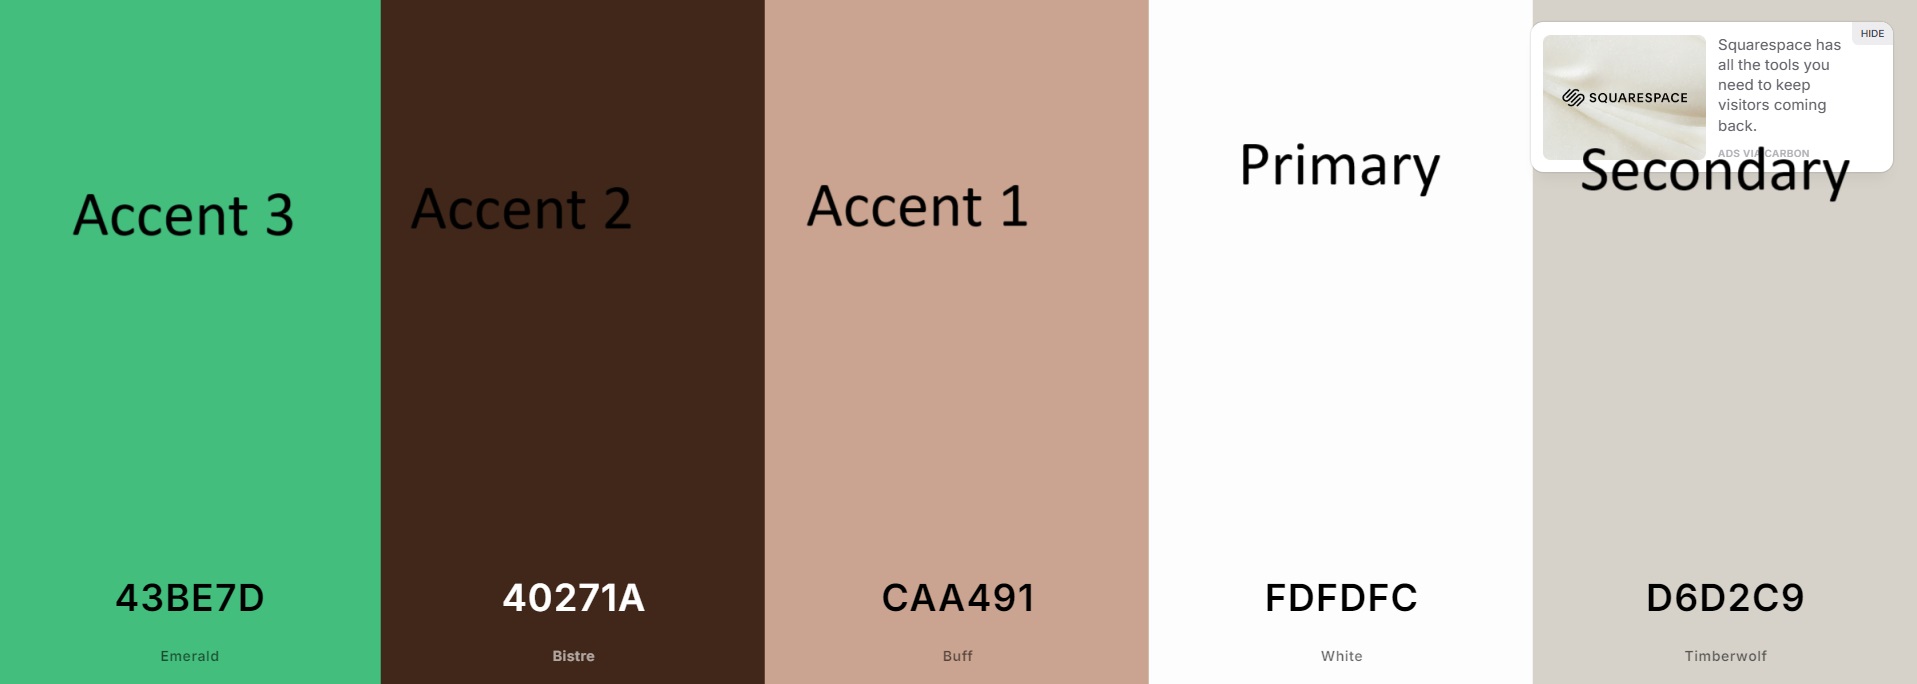 Accent 3
Accent 2
Accent 1
Primary
Secondary
HIDE
SQUARESPACE
Squarespace has
all the tools you
need to keep
visitors coming
back.
ADS VIA CARBON
43BE7D
Emerald
40271A
Bistre
CAA491
Buff
FDFDFC
White
D6D2C9
Timberwolf